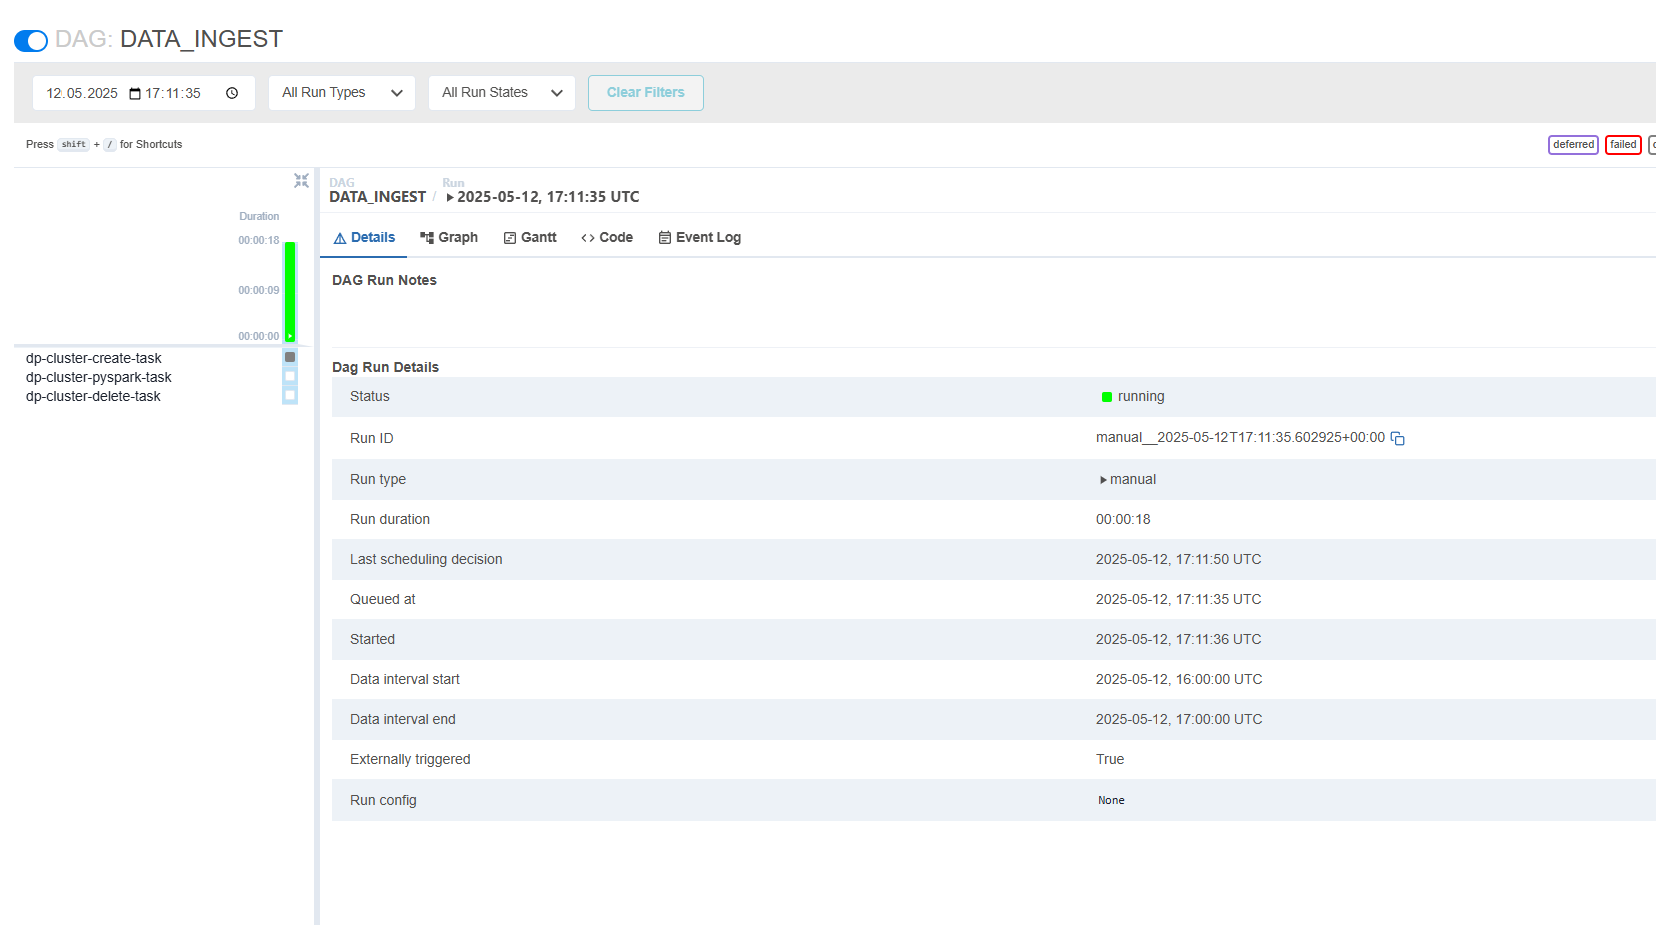 DAG: DATA_INGEST
12.05.2025 17:11:35 All Run Types All Run States Clear Filters
Press shift + / for Shortcuts
deferred failed
DAG Run
DATA_INGEST / 2025-05-12, 17:11:35 UTC
Details Graph Gantt Code Event Log
Duration
00:00:18
00:00:09
00:00:00
dp-cluster-create-task
dp-cluster-pyspark-task
dp-cluster-delete-task
DAG Run Notes
Dag Run Details
Status running
Run ID manual__2025-05-12T17:11:35.602925+00:00
Run type manual
Run duration 00:00:18
Last scheduling decision 2025-05-12, 17:11:50 UTC
Queued at 2025-05-12, 17:11:35 UTC
Started 2025-05-12, 17:11:36 UTC
Data interval start 2025-05-12, 16:00:00 UTC
Data interval end 2025-05-12, 17:00:00 UTC
Externally triggered True
Run config None